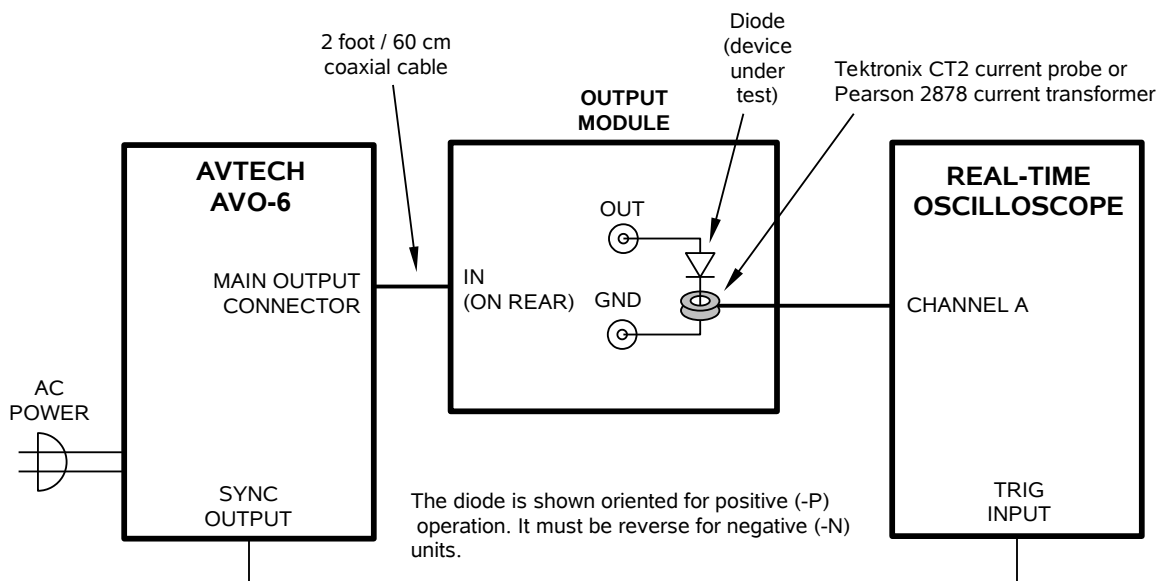 2 foot / 60 cm
coaxial cable
Diode
(device
under
test)
Tektronix CT2 current probe or
Pearson 2878 current transformer
OUTPUT
MODULE
AVTECH
AVO-6
REAL-TIME
OSCILLOSCOPE
OUT
MAIN OUTPUT
CONNECTOR
IN
(ON REAR)
GND
CHANNEL A
AC
POWER
SYNC
OUTPUT
The diode is shown oriented for positive (-P)
operation. It must be reverse for negative (-N)
units.
TRIG
INPUT